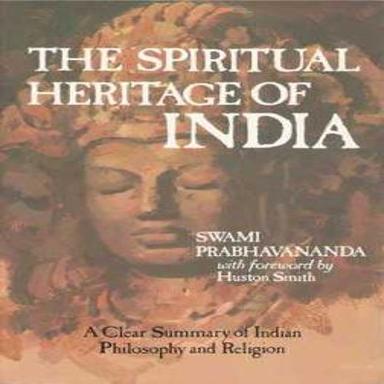 THE SPIRITUAL
HERITAGE OF
INDIA
SWAMI
PRABHAVANANDA
with foreword by
Huston Smith
A Clear Summary of Indian
Philosophy and Religion